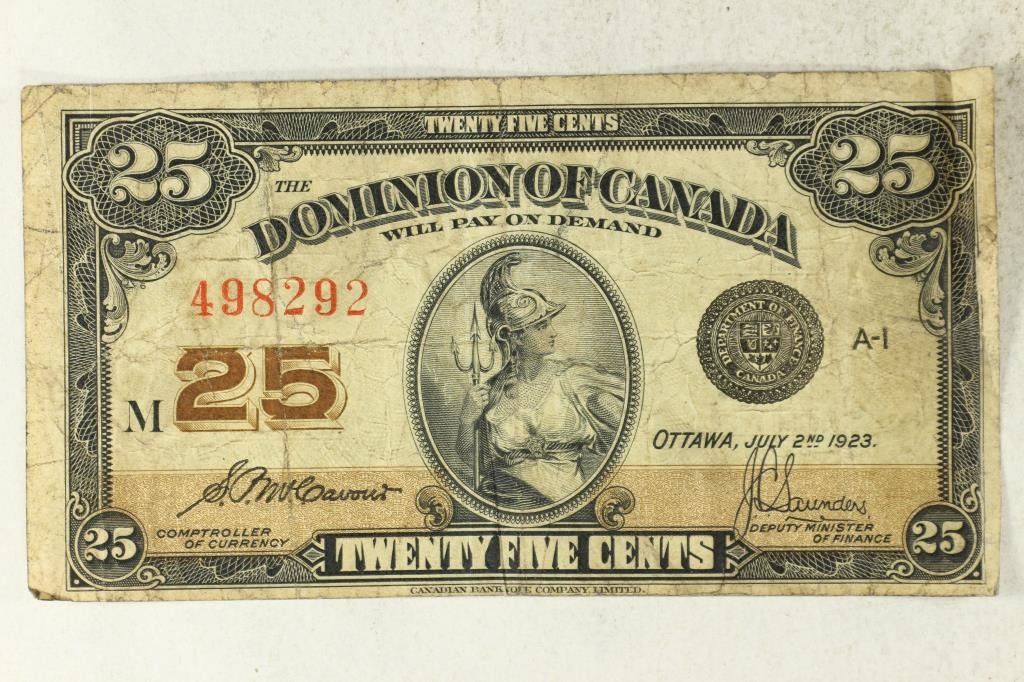 TWENTY FIVE CENTS
25 25
THE
DOMINION OF CANADA
WILL PAY ON DEMAND
498292
DEPARTMENT OF FINANCE
CANADA
A-1
M 25
OTTAWA, JULY 2ND 1923.
J C Saunders
COMPTROLLER
OF CURRENCY
DEPUTY MINISTER
OF FINANCE
25 25
TWENTY FIVE CENTS
CANADIAN BANK NOTE COMPANY, LIMITED.